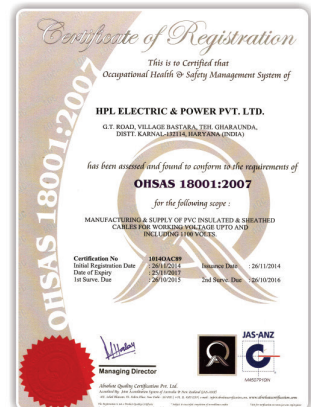 Certificate of Registration
This is to Certified that
Occupational Health & Safety Management System of
HPL ELECTRIC & POWER PVT. LTD.
G.T. ROAD, VILLAGE BASTARA, TEH. GHARAUNDA,
DISTT. KARNAL-132114, HARYANA (INDIA)
has been assessed and found to conform to the requirements of
OHSAS 18001:2007
for the following scope :
MANUFACTURING & SUPPLY OF PVC INSULATED & SHEATHED
CABLES FOR WORKING VOLTAGE UPTO AND
INCLUDING 1100 VOLTS.
Certification No : 1014OAC89
Initial Registration Date : 26/11/2014 Issuance Date : 26/11/2014
Date of Expiry : 25/11/2017
1st Surve. Due : 26/10/2015 2nd Surve. Due : 26/10/2016
OHSAS 18001:2007
Managing Director
JAS-ANZ
Absolute Quality Certification Pvt. Ltd.